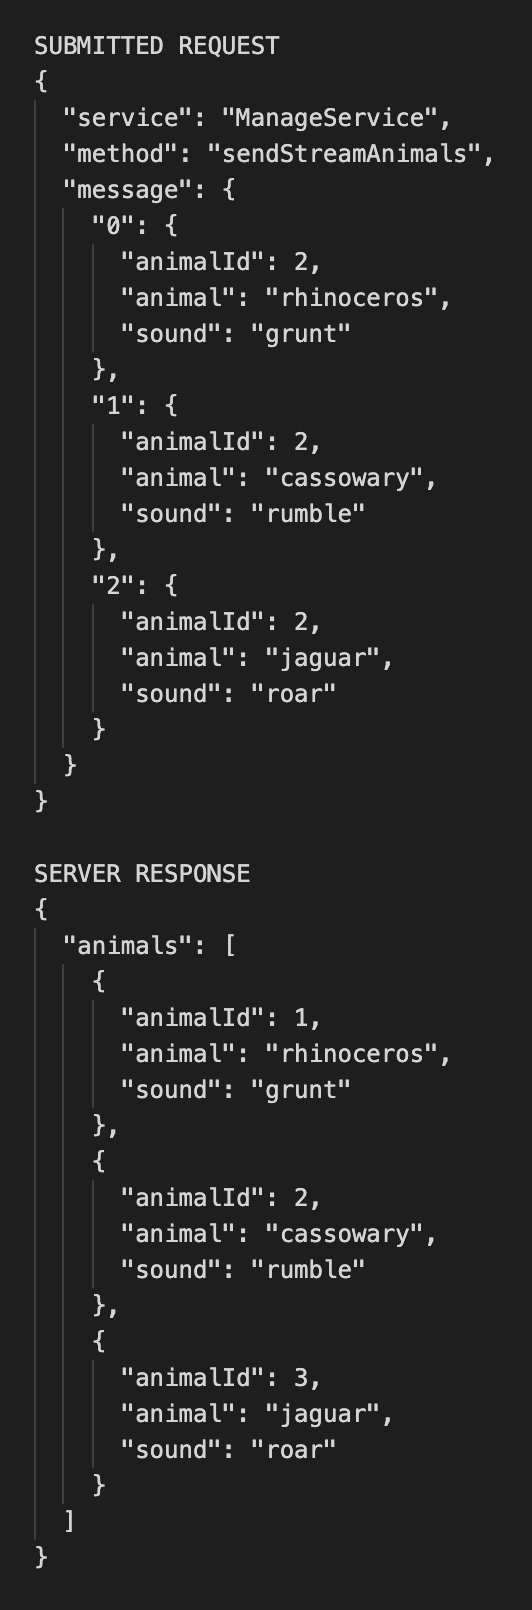 SUBMITTED REQUEST
{
  "service": "ManageService",
  "method": "sendStreamAnimals",
  "message": {
    "0": {
      "animalId": 2,
      "animal": "rhinoceros",
      "sound": "grunt"
    },
    "1": {
      "animalId": 2,
      "animal": "cassowary",
      "sound": "rumble"
    },
    "2": {
      "animalId": 2,
      "animal": "jaguar",
      "sound": "roar"
    }
  }
}

SERVER RESPONSE
{
  "animals": [
    {
      "animalId": 1,
      "animal": "rhinoceros",
      "sound": "grunt"
    },
    {
      "animalId": 2,
      "animal": "cassowary",
      "sound": "rumble"
    },
    {
      "animalId": 3,
      "animal": "jaguar",
      "sound": "roar"
    }
  ]
}